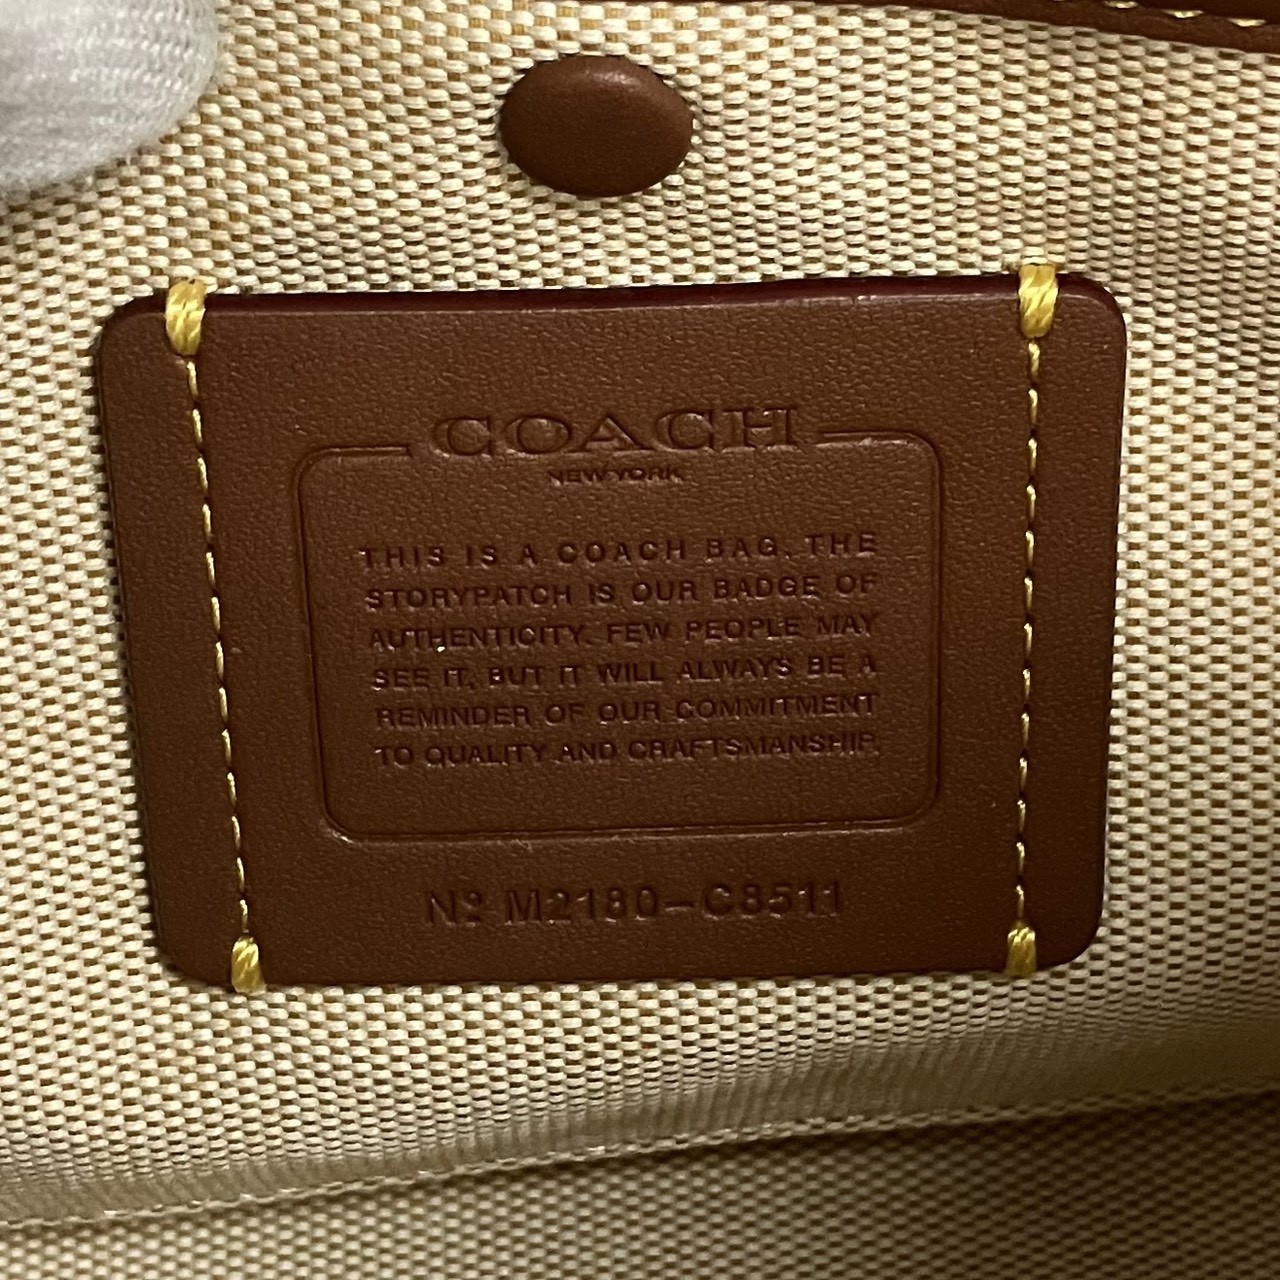 COACH
NEW YORK
THIS IS A COACH BAG. THE
STORYPATCH IS OUR BADGE OF
AUTHENTICITY. FEW PEOPLE MAY
SEE IT, BUT IT WILL ALWAYS BE A
REMINDER OF OUR COMMITMENT
TO QUALITY AND CRAFTSMANSHIP.
Nº M2180-C8511